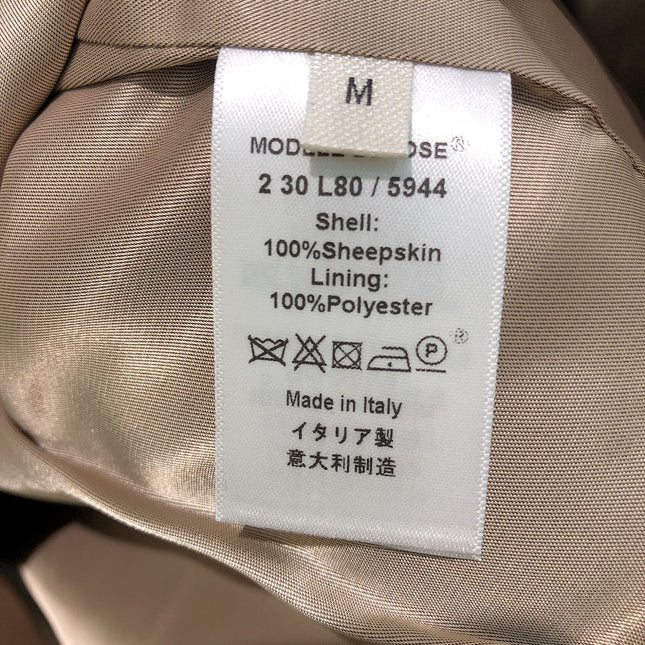 M
®
2 30 L80 / 5944
Shell:
100%Sheepskin
Lining:
100%Polyester
P ®
Made in Italy
イタリア製
意大利制造